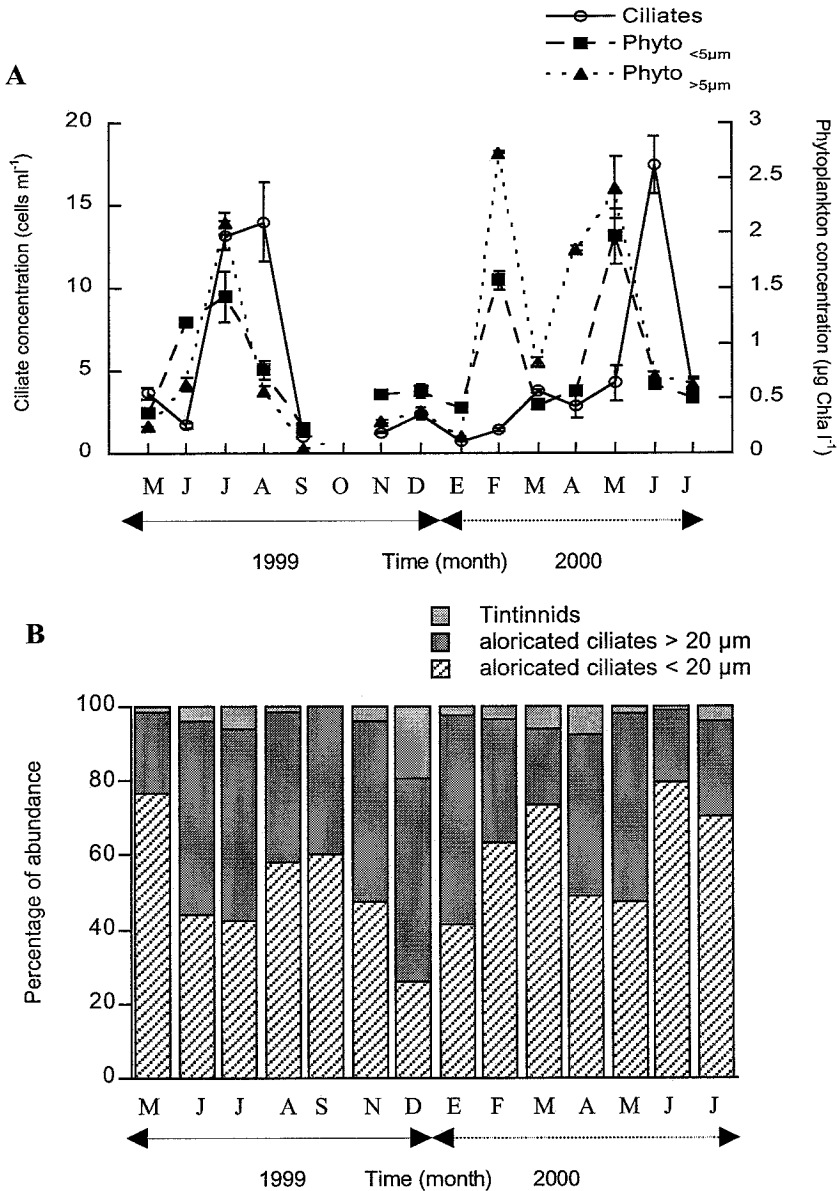 Ciliates
Phyto <5µm
Phyto >5µm
A
20
15
10
5
0
Ciliate concentration (cells ml-1)
3
2.5
2
1.5
1
0.5
0
Phytoplankton concentration (µg Chla l-1)
M J J A S O N D E F M A M J J
1999 Time (month) 2000
B
Tintinnids
aloricated ciliates > 20 µm
aloricated ciliates < 20 µm
100
80
60
40
20
0
Percentage of abundance
M J J A S N D E F M A M J J
1999 Time (month) 2000